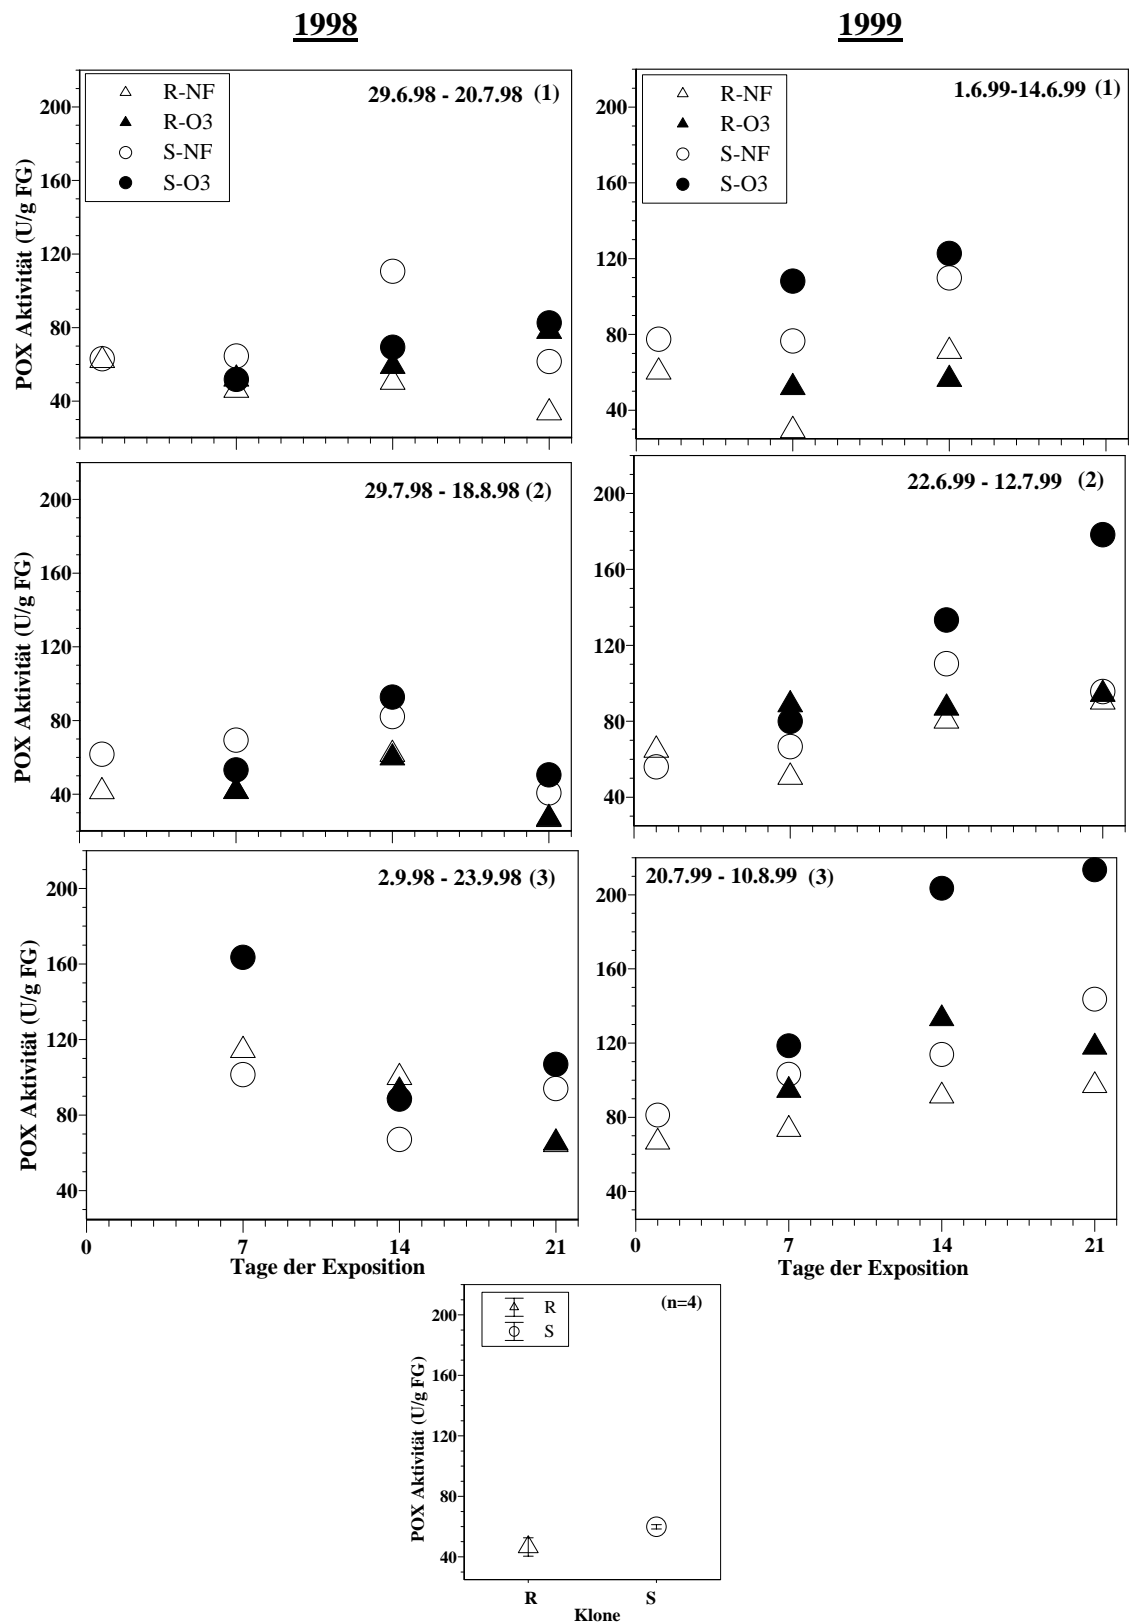 1998
1999
29.6.98 - 20.7.98 (1)
R-NF
R-O3
S-NF
S-O3
200
160
120
80
40
POX Aktivität (U/g FG)
1.6.99-14.6.99 (1)
R-NF
R-O3
S-NF
S-O3
200
160
120
80
40
29.7.98 - 18.8.98 (2)
200
160
120
80
40
POX Aktivität (U/g FG)
22.6.99 - 12.7.99 (2)
200
160
120
80
40
2.9.98 - 23.9.98 (3)
200
160
120
80
40
POX Aktivität (U/g FG)
0 7 14 21
Tage der Exposition
20.7.99 - 10.8.99 (3)
200
160
120
80
40
0 7 14 21
Tage der Exposition
R
S
(n=4)
200
160
120
80
40
POX Aktivität (U/g FG)
R S
Klone